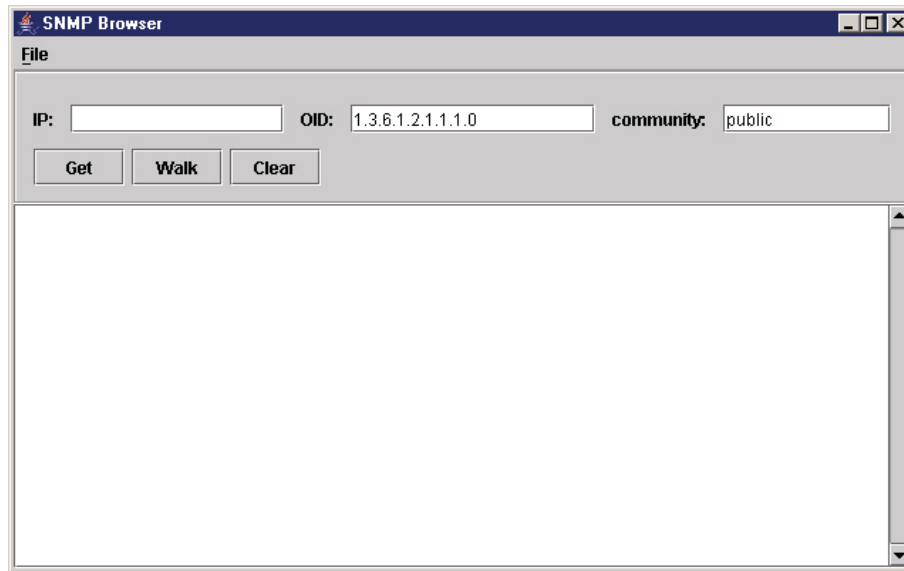 SNMP Browser
File
IP: OID: 1.3.6.1.2.1.1.1.0 community: public
Get Walk Clear